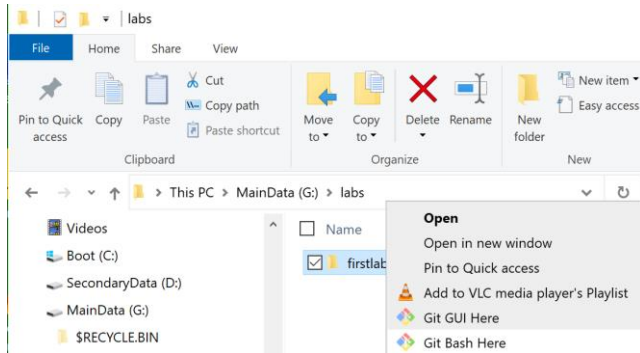 labs
File Home Share View
Pin to Quick access
Copy
Paste
Cut
Copy path
Paste shortcut
Move to
Copy to
Delete
Rename
New folder
New item
Easy access
Clipboard
Organize
New
This PC > MainData (G:) > labs
Videos
Boot (C:)
SecondaryData (D:)
MainData (G:)
$RECYCLE.BIN
Name
firstlab
Open
Open in new window
Pin to Quick access
Add to VLC media player's Playlist
Git GUI Here
Git Bash Here